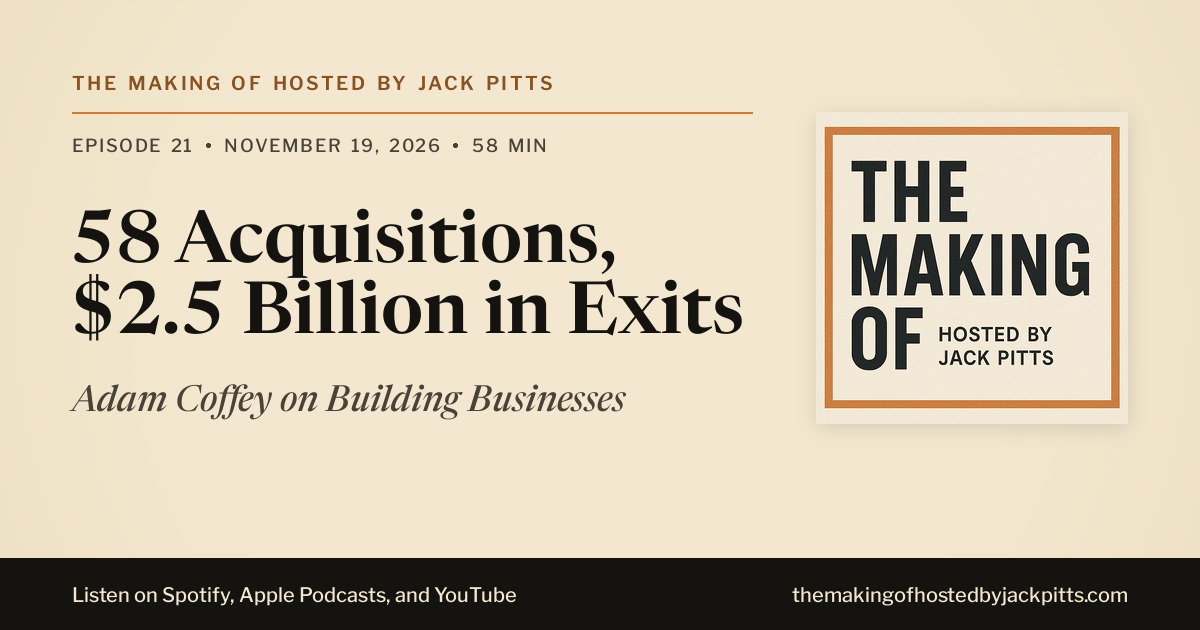 THE MAKING OF HOSTED BY JACK PITTS
EPISODE 21 • NOVEMBER 19, 2026 • 58 MIN
58 Acquisitions,
$2.5 Billion in Exits
Adam Coffey on Building Businesses
THE
MAKING
OF
HOSTED BY
JACK PITTS
Listen on Spotify, Apple Podcasts, and YouTube
themakingofhostedbyjackpitts.com